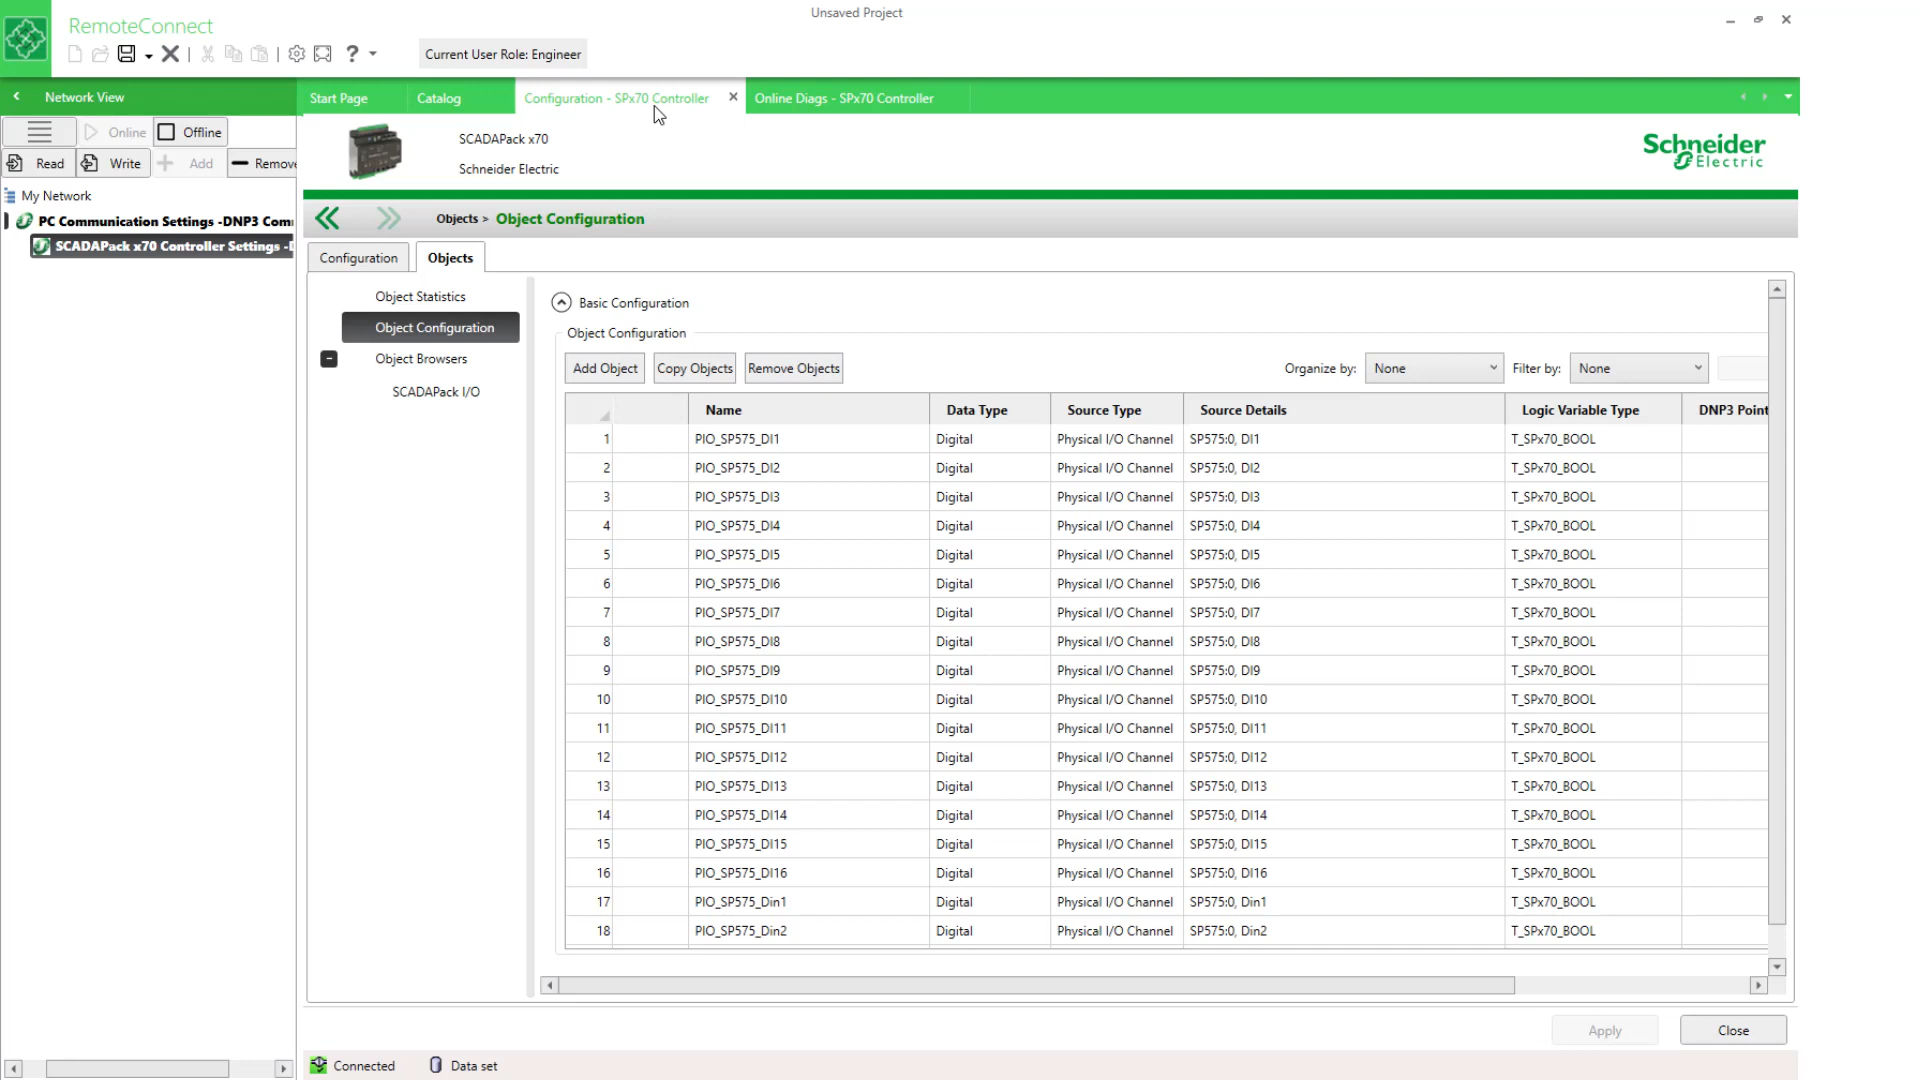 Unsaved Project
RemoteConnect
Current User Role: Engineer
Network View
Start Page
Catalog
Configuration - SPx70 Controller
Online Diags - SPx70 Controller
Online
Offline
Read
Write
Add
Remove
SCADAPack x70
Schneider Electric
Schneider
Electric
My Network
PC Communication Settings -DNP3 Com
SCADAPack x70 Controller Settings -
Objects > Object Configuration
Configuration
Objects
Object Statistics
Object Configuration
Object Browsers
SCADAPack I/O
Basic Configuration
Object Configuration
Add Object
Copy Objects
Remove Objects
Organize by:
None
Filter by:
None
Name Data Type Source Type Source Details Logic Variable Type DNP3 Point
1 PIO_SP575_DI1 Digital Physical I/O Channel SP575:0, DI1 T_SPx70_BOOL
2 PIO_SP575_DI2 Digital Physical I/O Channel SP575:0, DI2 T_SPx70_BOOL
3 PIO_SP575_DI3 Digital Physical I/O Channel SP575:0, DI3 T_SPx70_BOOL
4 PIO_SP575_DI4 Digital Physical I/O Channel SP575:0, DI4 T_SPx70_BOOL
5 PIO_SP575_DI5 Digital Physical I/O Channel SP575:0, DI5 T_SPx70_BOOL
6 PIO_SP575_DI6 Digital Physical I/O Channel SP575:0, DI6 T_SPx70_BOOL
7 PIO_SP575_DI7 Digital Physical I/O Channel SP575:0, DI7 T_SPx70_BOOL
8 PIO_SP575_DI8 Digital Physical I/O Channel SP575:0, DI8 T_SPx70_BOOL
9 PIO_SP575_DI9 Digital Physical I/O Channel SP575:0, DI9 T_SPx70_BOOL
10 PIO_SP575_DI10 Digital Physical I/O Channel SP575:0, DI10 T_SPx70_BOOL
11 PIO_SP575_DI11 Digital Physical I/O Channel SP575:0, DI11 T_SPx70_BOOL
12 PIO_SP575_DI12 Digital Physical I/O Channel SP575:0, DI12 T_SPx70_BOOL
13 PIO_SP575_DI13 Digital Physical I/O Channel SP575:0, DI13 T_SPx70_BOOL
14 PIO_SP575_DI14 Digital Physical I/O Channel SP575:0, DI14 T_SPx70_BOOL
15 PIO_SP575_DI15 Digital Physical I/O Channel SP575:0, DI15 T_SPx70_BOOL
16 PIO_SP575_DI16 Digital Physical I/O Channel SP575:0, DI16 T_SPx70_BOOL
17 PIO_SP575_Din1 Digital Physical I/O Channel SP575:0, Din1 T_SPx70_BOOL
18 PIO_SP575_Din2 Digital Physical I/O Channel SP575:0, Din2 T_SPx70_BOOL
Apply
Close
Connected
Data set